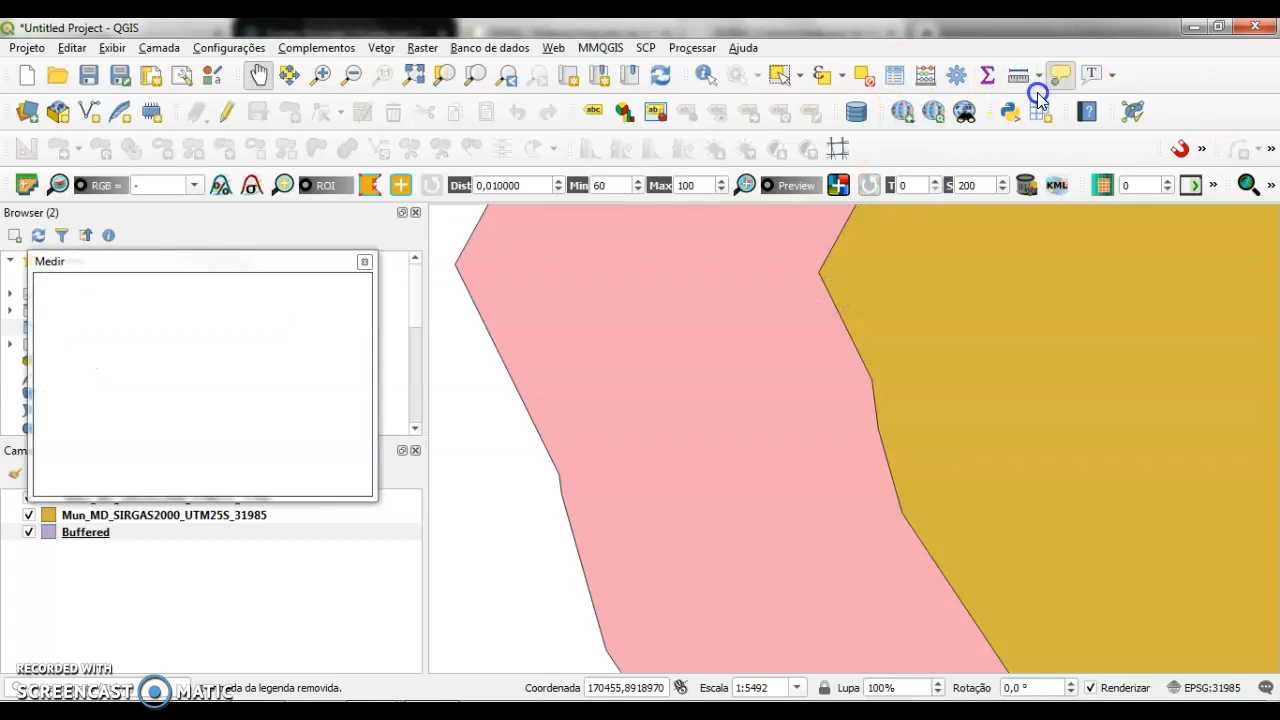 *Untitled Project - QGIS
Projeto Editar Exibir Camada Configurações Complementos Vetor Raster Banco de dados Web MMQGIS SCP Processar Ajuda
RGB = - ROI Dist 0,010000 Min 60 Max 100 Preview T 0 S 200 KML 0
Browser (2)
Medir
Cam
Mun_MD_SIRGAS2000_UTM25S_31985
Buffered
RECORDED WITH
SCREENCAST MATIC
da da legenda removida.
Coordenada 170455,8918970 Escala 1:5492 Lupa 100% Rotação 0,0 ° Renderizar EPSG:31985